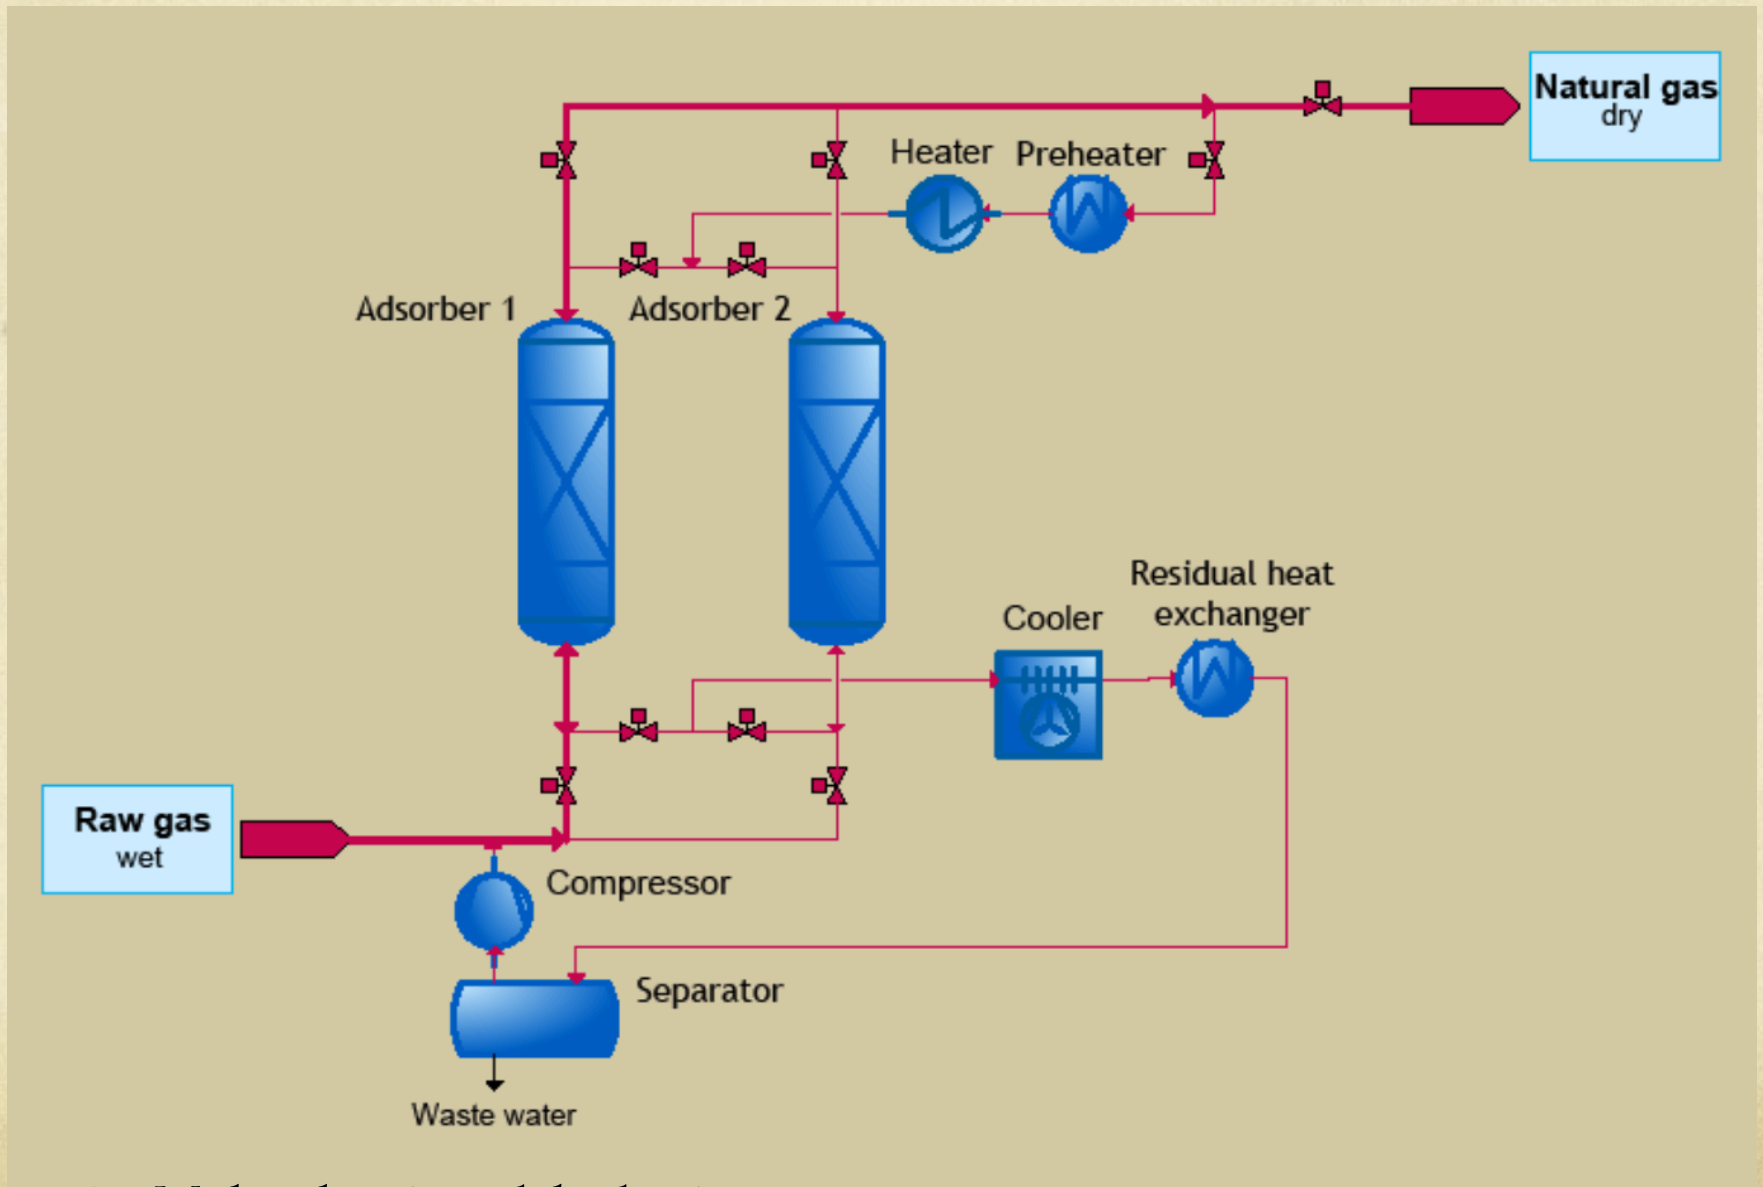 Natural gas
dry
Heater
Preheater
Adsorber 1
Adsorber 2
Residual heat
exchanger
Cooler
Raw gas
wet
Compressor
Separator
Waste water